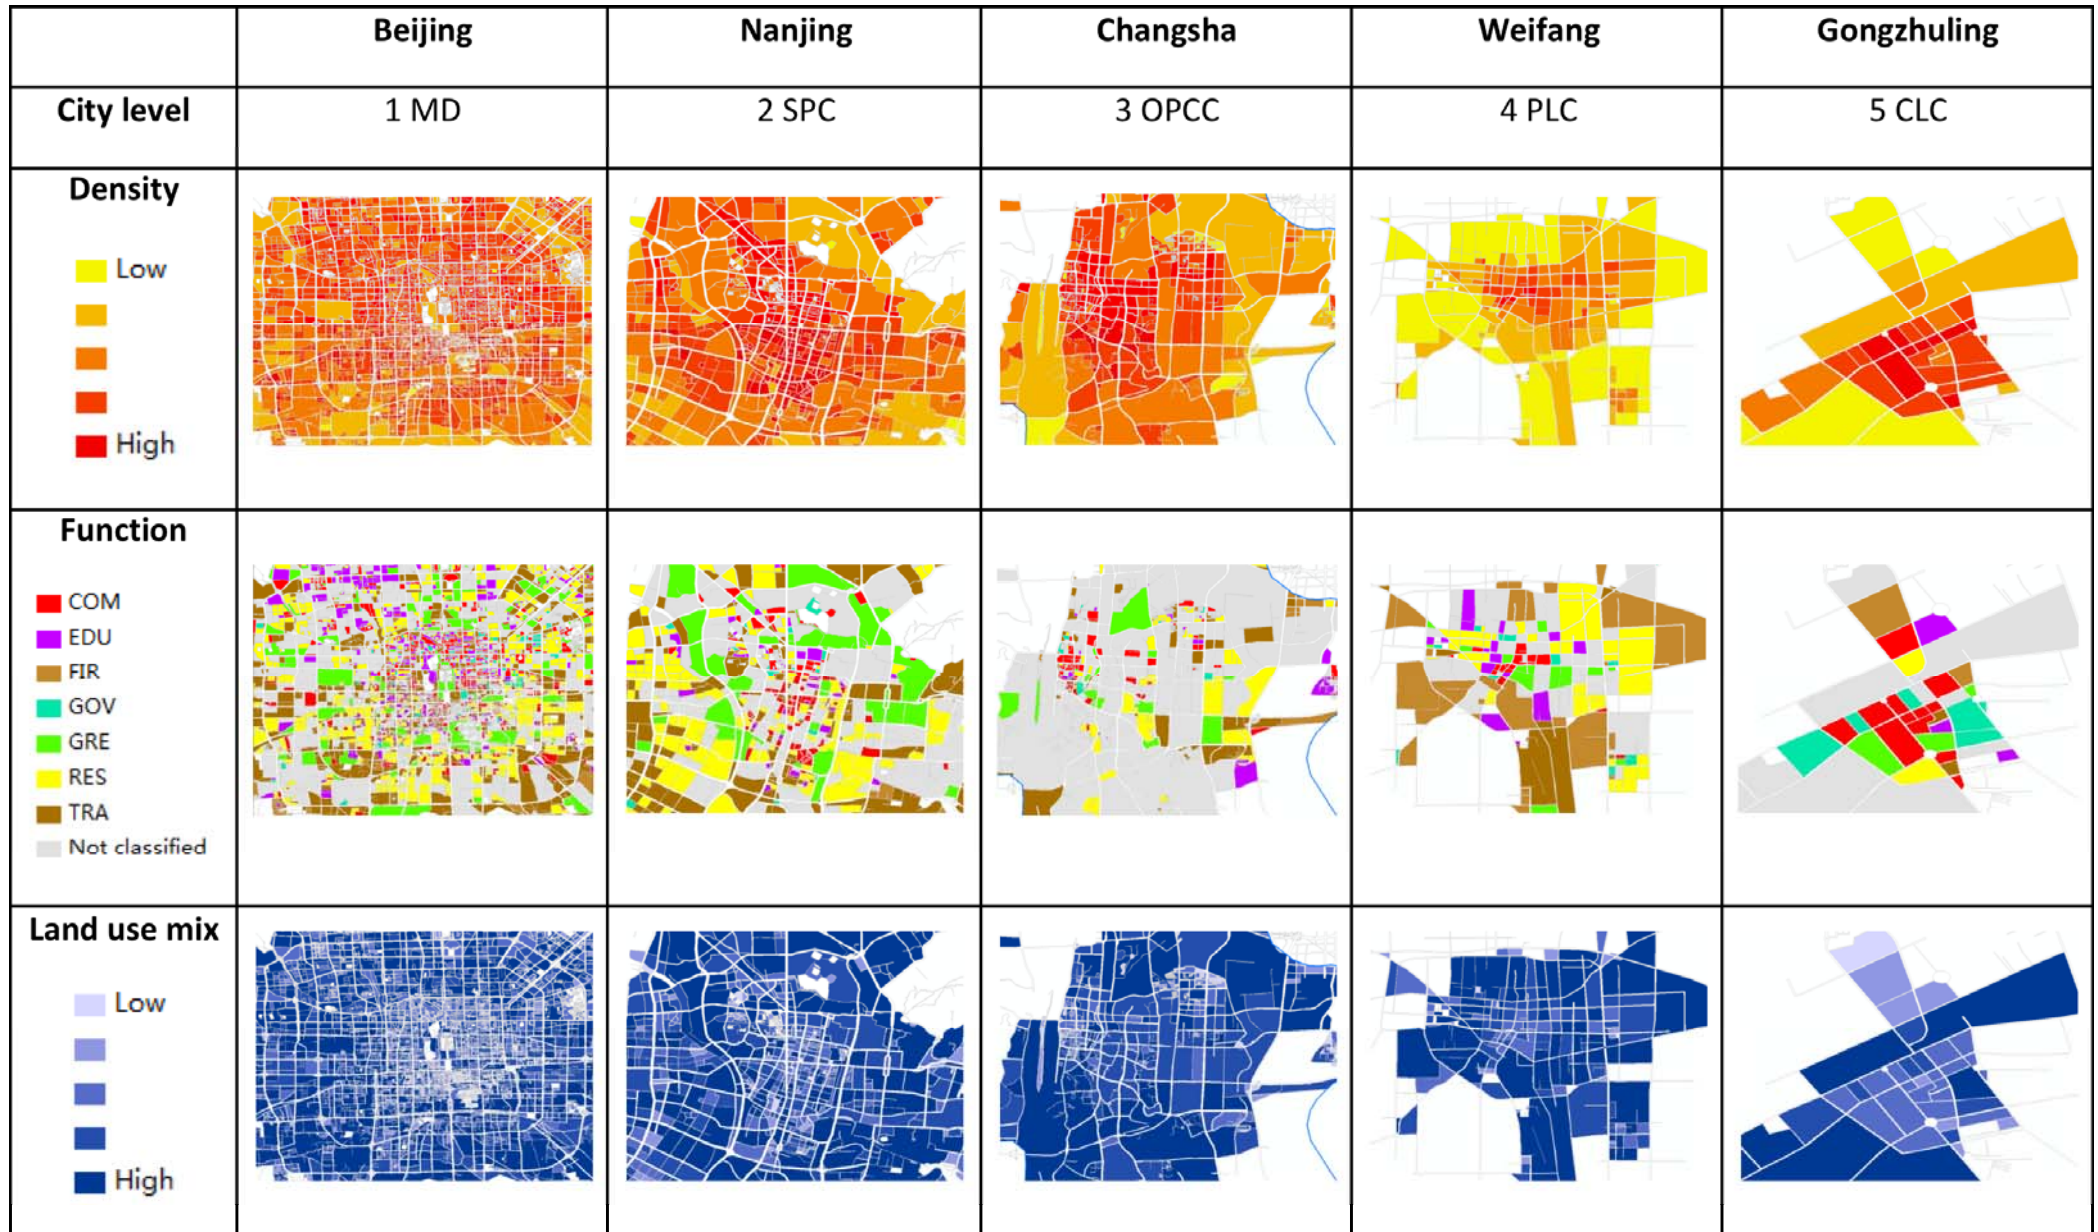 Beijing Nanjing Changsha Weifang Gongzhuling
City level 1 MD 2 SPC 3 OPCC 4 PLC 5 CLC
Density
Low
High
Function
COM
EDU
FIR
GOV
GRE
RES
TRA
Not classified
Land use mix
Low
High